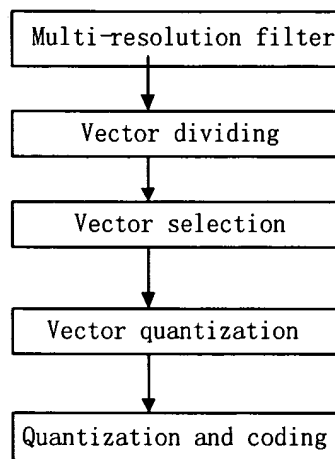 Multi-resolution filter
Vector dividing
Vector selection
Vector quantization
Quantization and coding